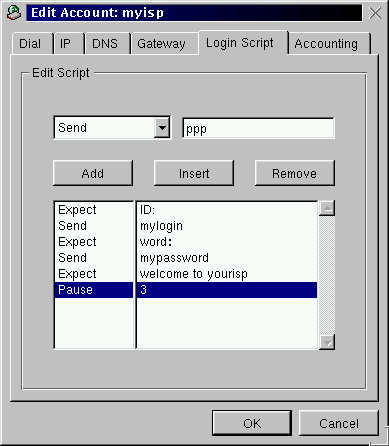 Edit Account: myisp
Dial IP DNS Gateway Login Script Accounting
Edit Script
Send ppp
Add Insert Remove
Expect ID:
Send mylogin
Expect word:
Send mypassword
Expect welcome to yourisp
Pause 3
OK Cancel